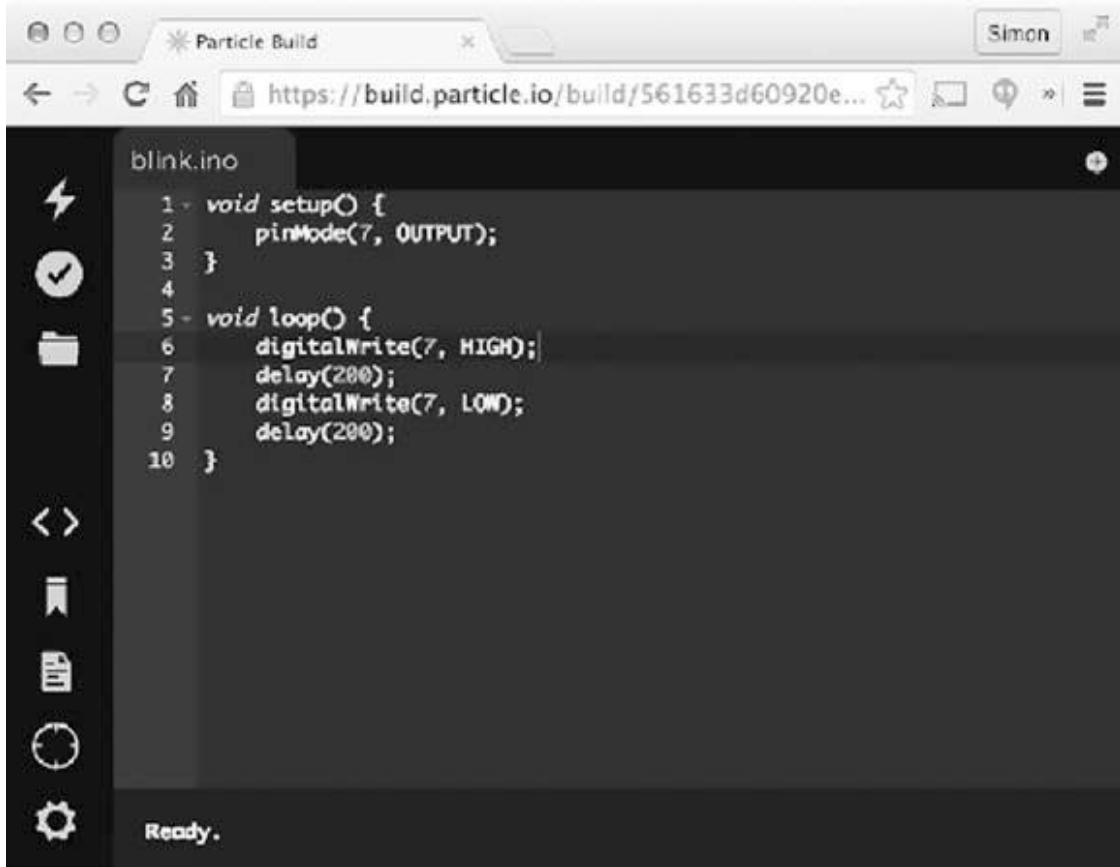 Particle Build
Simon
https://build.particle.io/build/561633d60920e...
blink.ino
1 void setup() {
2 pinMode(7, OUTPUT);
3 }
4
5 void loop() {
6 digitalWrite(7, HIGH);
7 delay(200);
8 digitalWrite(7, LOW);
9 delay(200);
10 }
Ready.